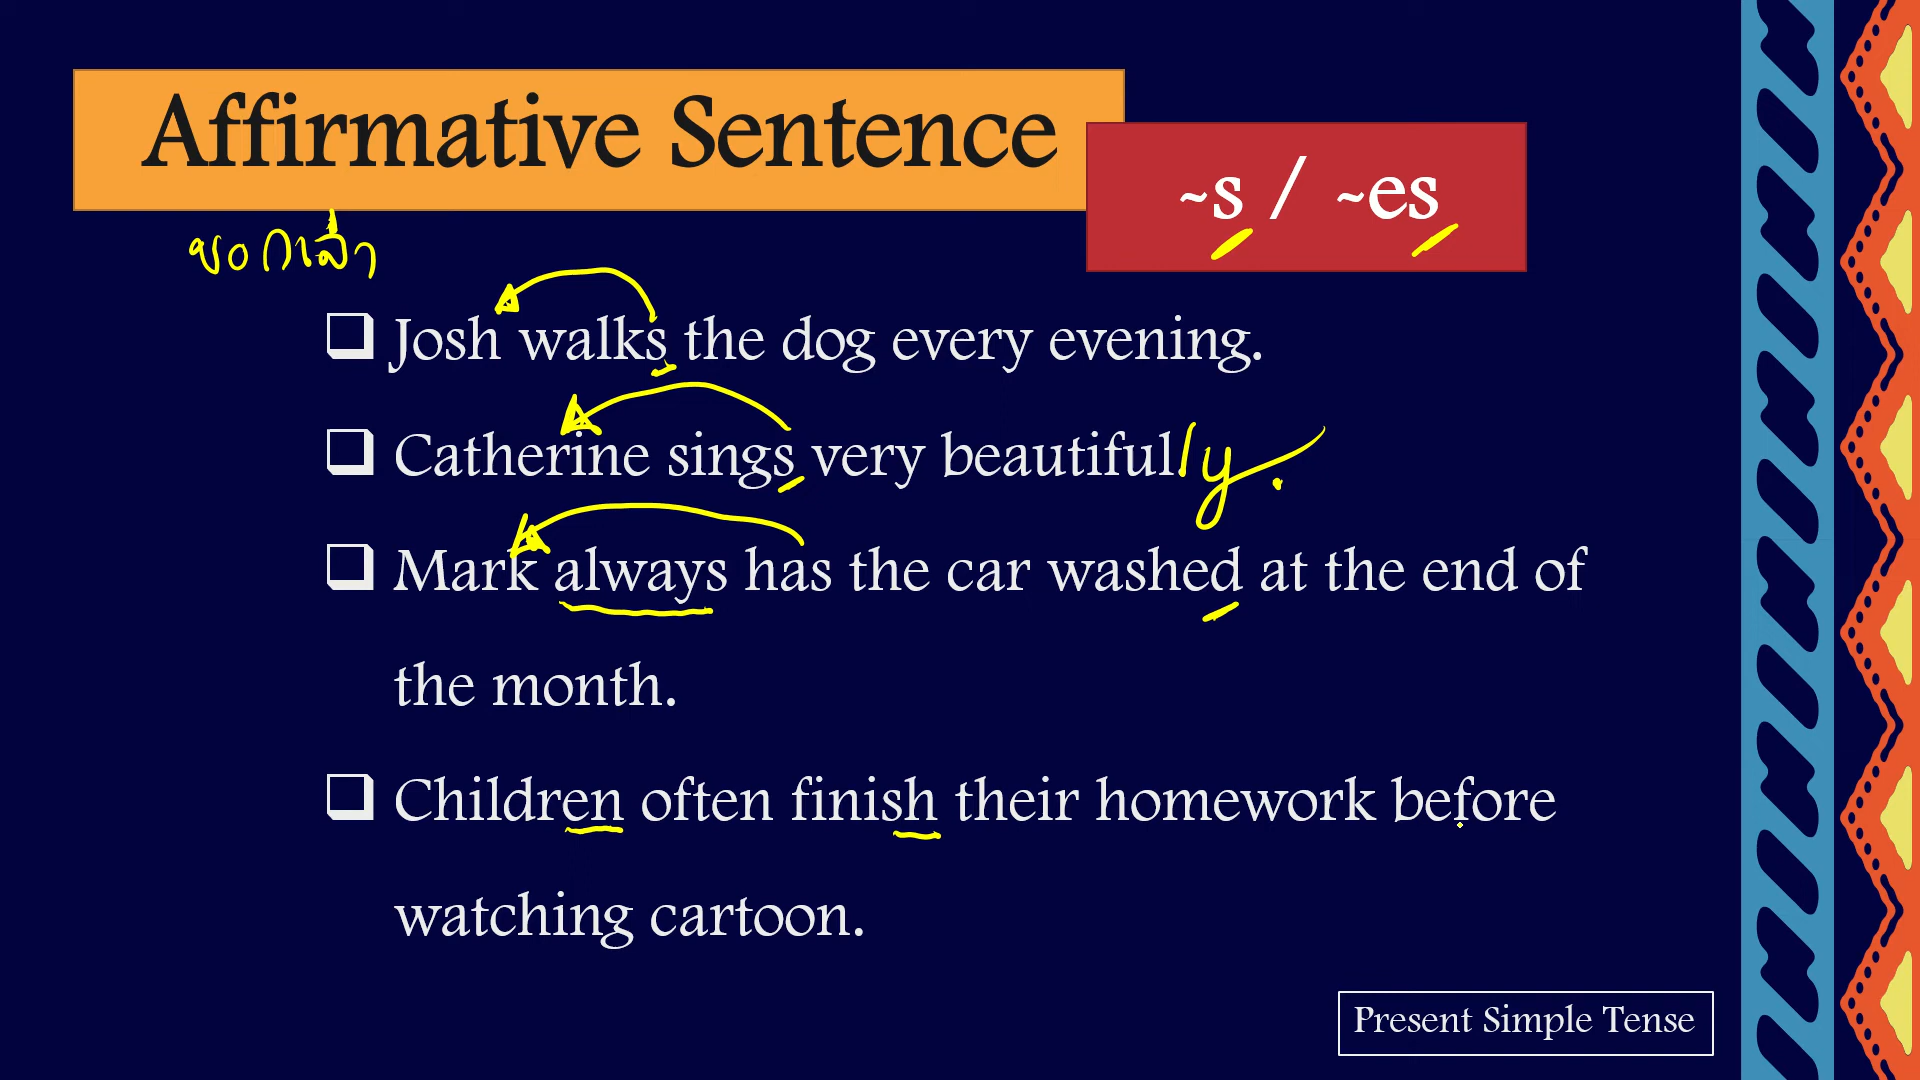 Affirmative Sentence
~s / ~es
บอกเล่า
Josh walks the dog every evening.
Catherine sings very beautifully.
Mark always has the car washed at the end of
the month.
Children often finish their homework before
watching cartoon.
Present Simple Tense